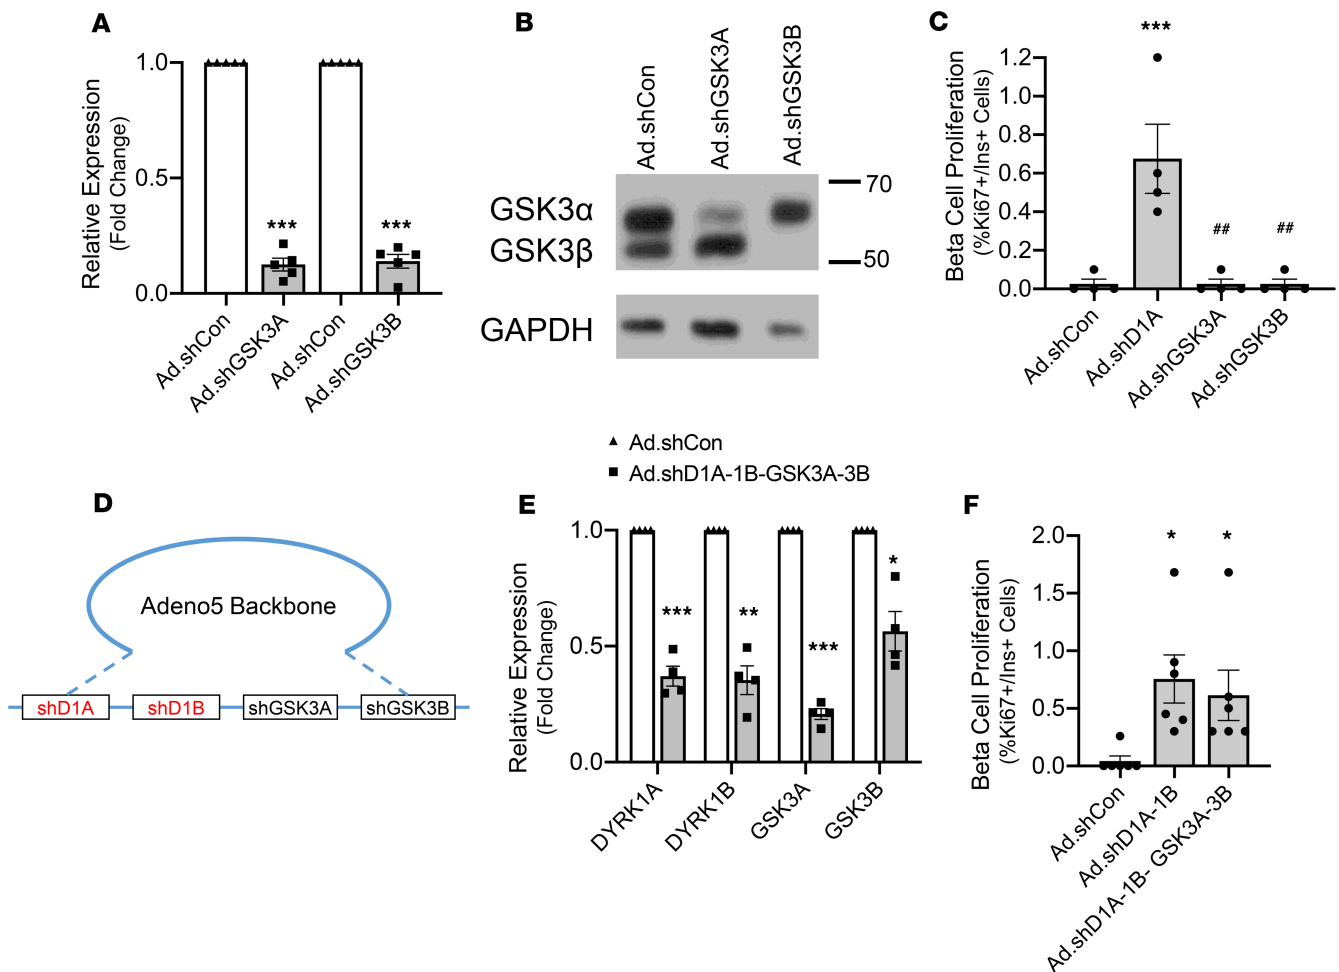 A
Relative Expression
(Fold Change)
1.0
0.5
0.0
***
***
Ad.shCon
Ad.shGSK3A
Ad.shCon
Ad.shGSK3B
B
Ad.shCon
Ad.shGSK3A
Ad.shGSK3B
GSK3α
GSK3β
GAPDH
70
50
C
Beta Cell Proliferation
(%Ki67+/Ins+ Cells)
1.2
1.0
0.8
0.6
0.4
0.2
0.0
***
##
##
Ad.shCon
Ad.shD1A
Ad.shGSK3A
Ad.shGSK3B
D
Adeno5 Backbone
shD1A
shD1B
shGSK3A
shGSK3B
Ad.shCon
Ad.shD1A-1B-GSK3A-3B
E
Relative Expression
(Fold Change)
1.0
0.5
0.0
***
**
***
*
DYRK1A
DYRK1B
GSK3A
GSK3B
F
Beta Cell Proliferation
(%Ki67+/Ins+ Cells)
2.0
1.5
1.0
0.5
0.0
*
*
Ad.shCon
Ad.shD1A-1B
Ad.shD1A-1B- GSK3A-3B